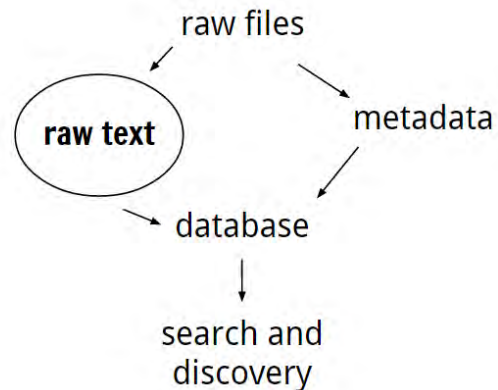 raw files
raw text
metadata
database
search and
discovery